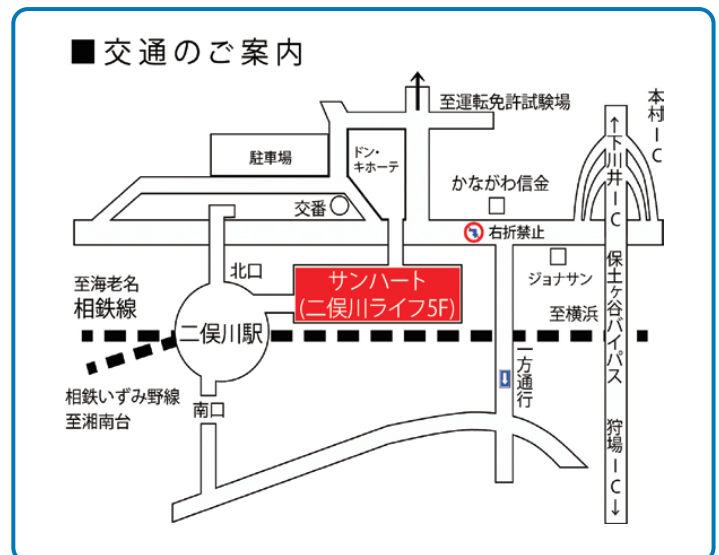 ■交通のご案内
至運転免許試験場
本村IC
駐車場
ドン・
キホーテ
↑下川井IC
かながわ信金
交番
右折禁止
北口
サンハート
(二俣川ライフ5F)
ジョナサン
至海老名
相鉄線
至横浜
保土ヶ谷バイパス
二俣川駅
一方通行
相鉄いずみ野線
至湘南台
南口
狩場IC↓